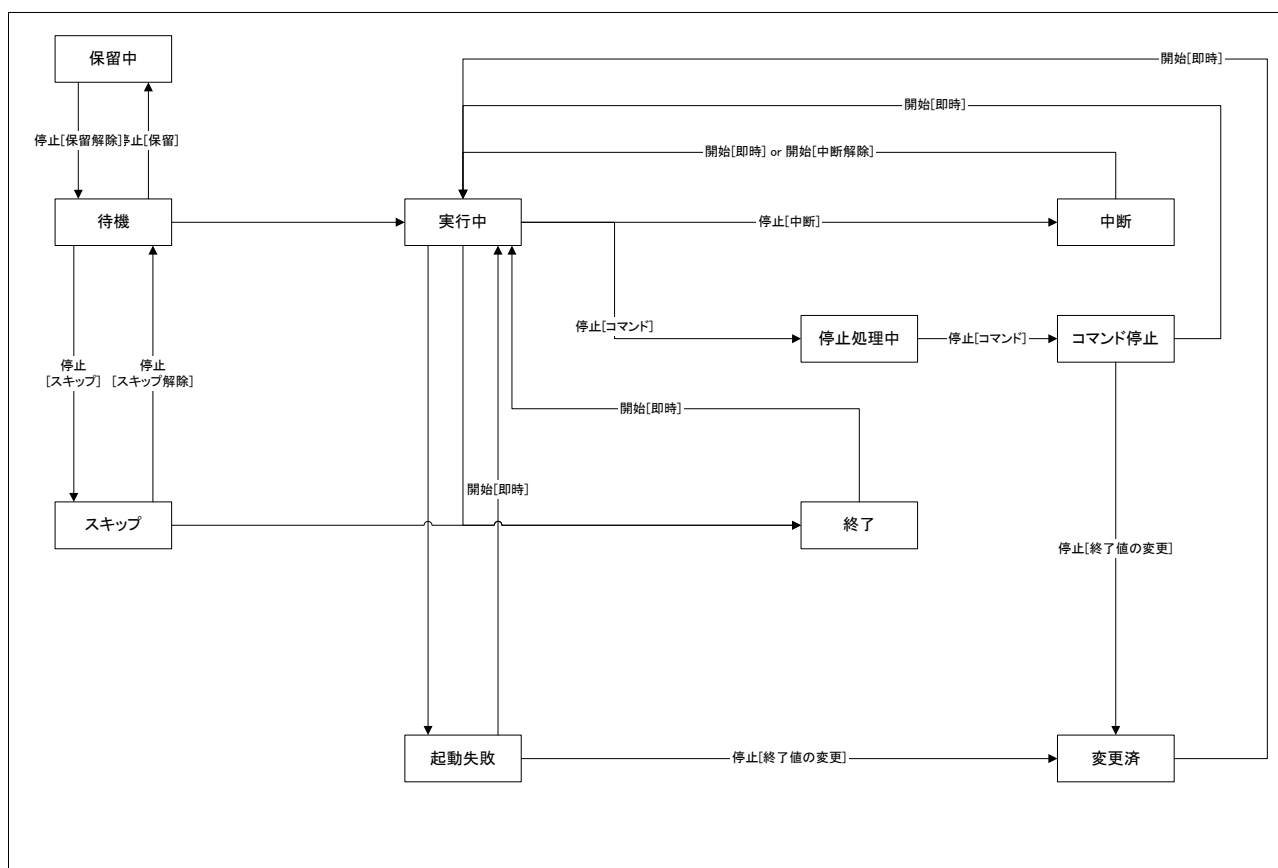 保留中
開始[即時]
開始[即時]
停止[保留解除]
停止[保留]
開始[即時] or 開始[中断解除]
待機
実行中
停止[中断]
中断
停止[コマンド]
停止処理中
停止[コマンド]
コマンド停止
停止
[スキップ]
停止
[スキップ解除]
開始[即時]
開始[即時]
スキップ
終了
停止[終了値の変更]
起動失敗
停止[終了値の変更]
変更済